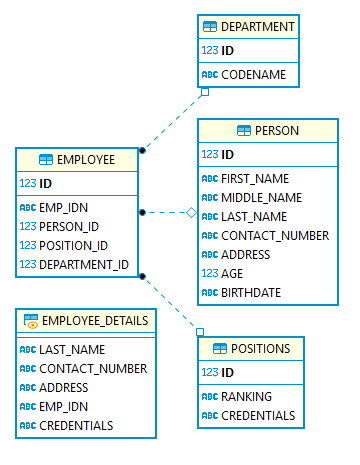 DEPARTMENT
123 ID
ABC CODENAME
PERSON
123 ID
ABC FIRST_NAME
ABC MIDDLE_NAME
ABC LAST_NAME
ABC CONTACT_NUMBER
ABC ADDRESS
123 AGE
ABC BIRTHDATE
EMPLOYEE
123 ID
ABC EMP_IDN
123 PERSON_ID
123 POSITION_ID
123 DEPARTMENT_ID
EMPLOYEE_DETAILS
ABC LAST_NAME
ABC CONTACT_NUMBER
ABC ADDRESS
ABC EMP_IDN
ABC CREDENTIALS
POSITIONS
123 ID
ABC RANKING
ABC CREDENTIALS